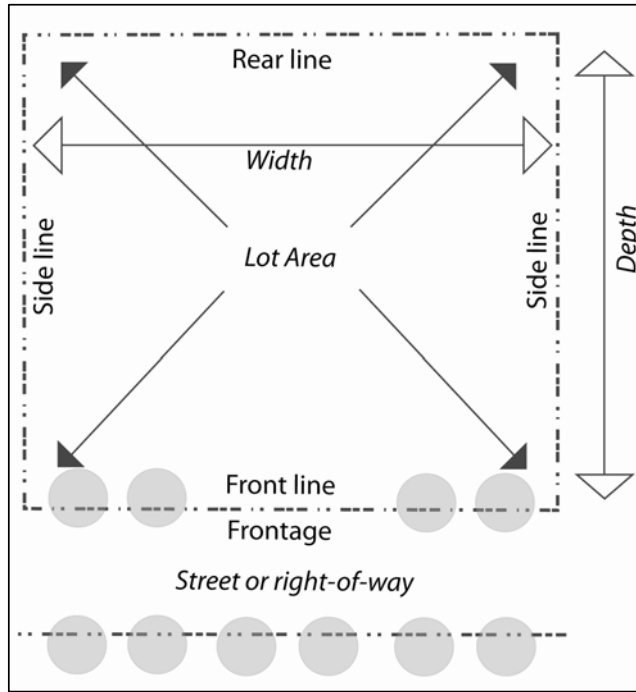 Rear line
Width
Side line
Lot Area
Side line
Depth
Front line
Frontage
Street or right-of-way